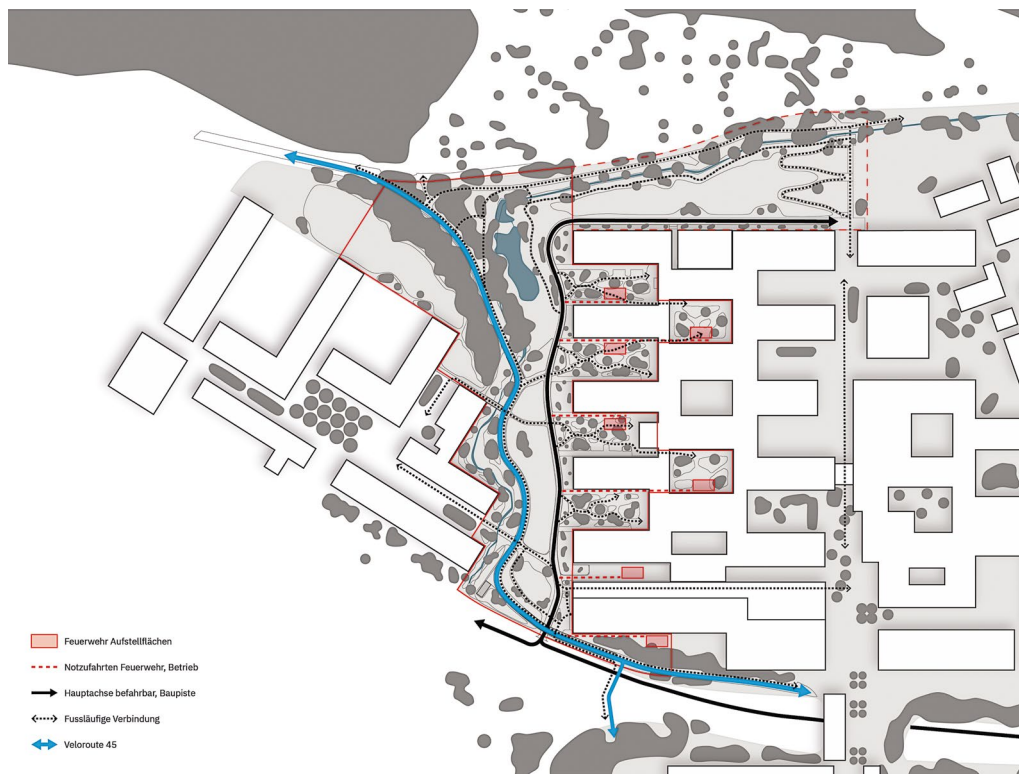 Feuerwehr Aufstellflächen
Notzufahrten Feuerwehr, Betrieb
Hauptachse befahrbar, Baupiste
Fussläufige Verbindung
Veloroute 45